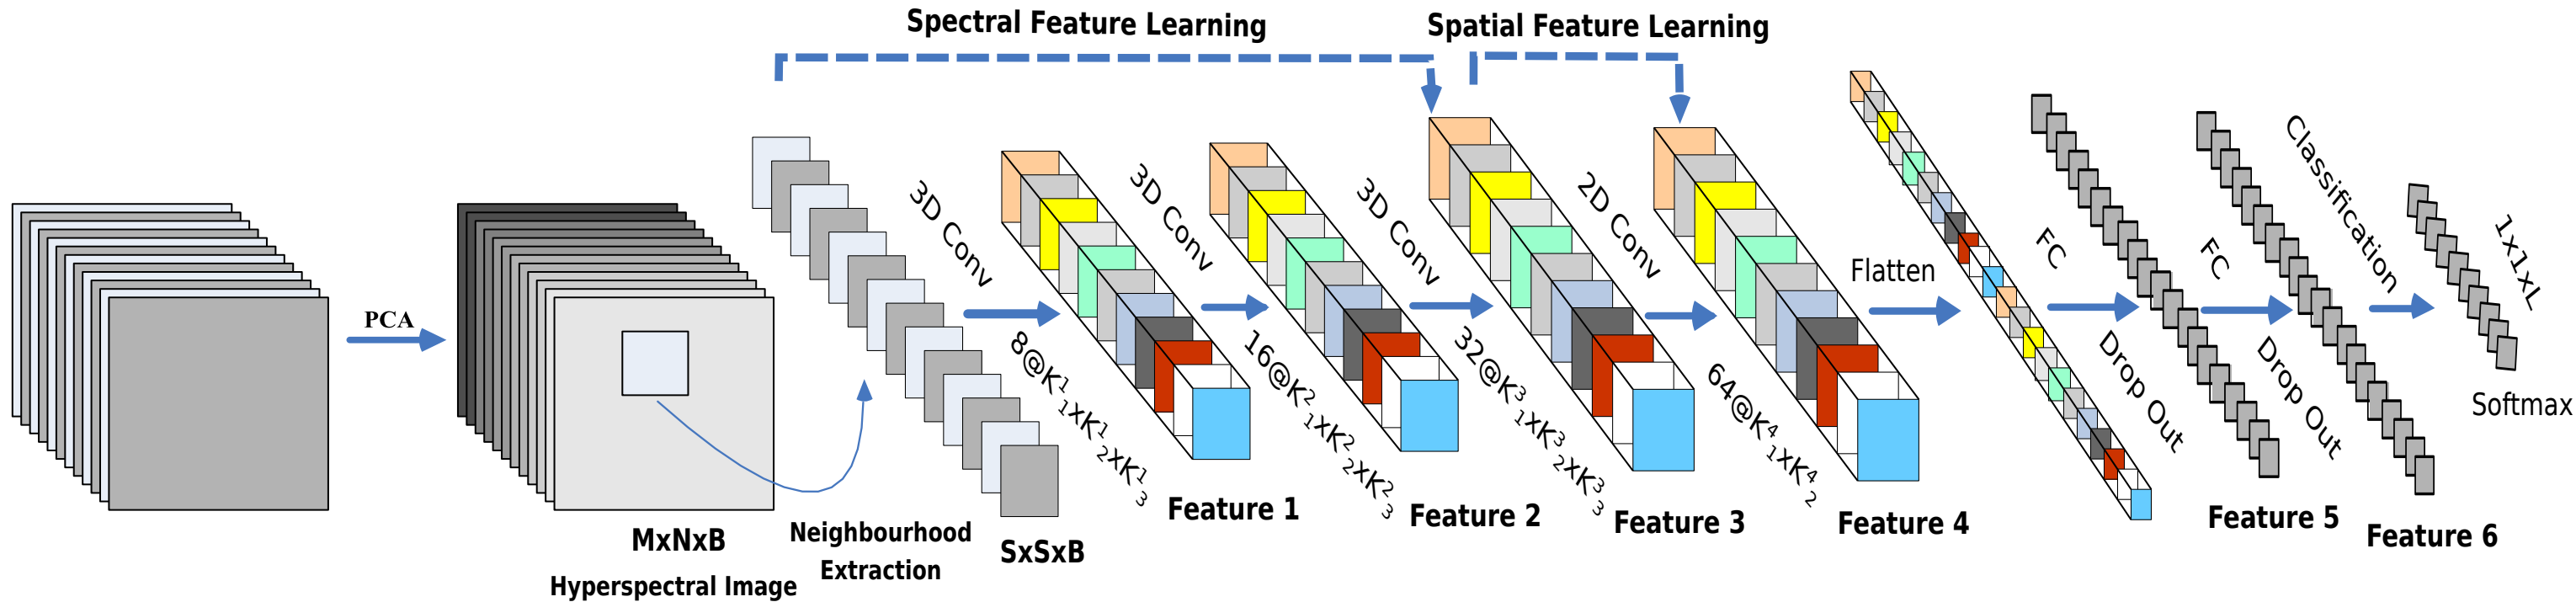 Spectral Feature Learning
Spatial Feature Learning
PCA
MxNxB
Hyperspectral Image
Neighbourhood
Extraction
SxSxB
3D Conv
8@K¹₁xK¹₂xK¹₃
Feature 1
3D Conv
16@K²₁xK²₂xK²₃
Feature 2
3D Conv
32@K³₁xK³₂xK³₃
Feature 3
2D Conv
64@K⁴₁xK⁴₂
Feature 4
Flatten
FC
Drop Out
Feature 5
FC
Drop Out
Feature 6
Classification
1x1xL
Softmax